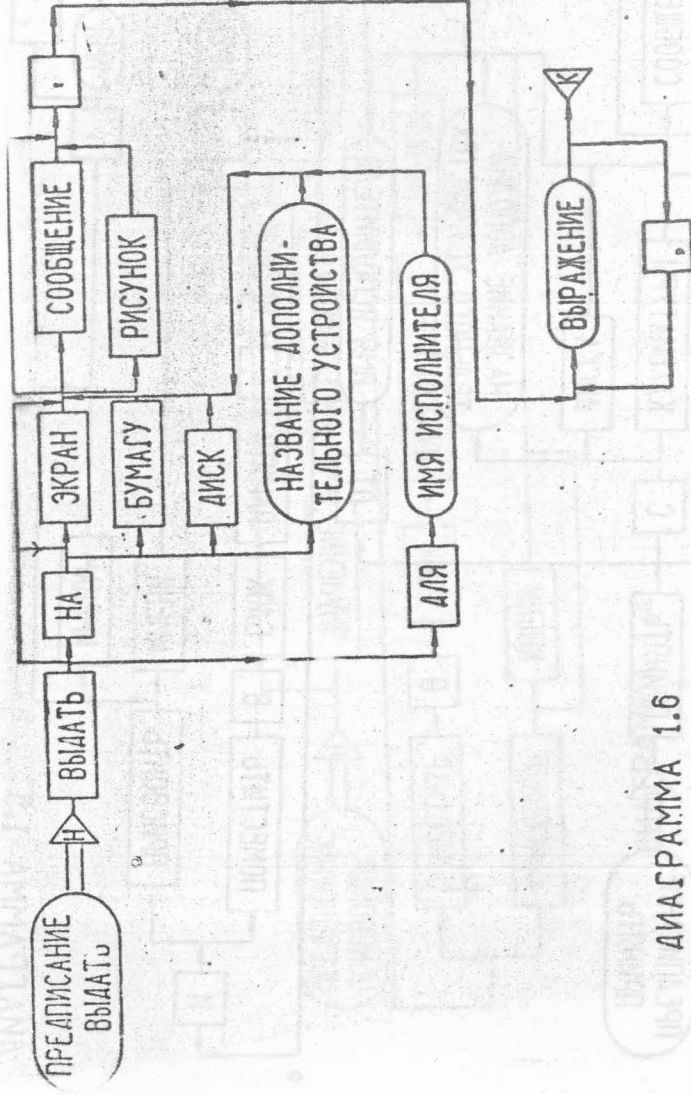 ПРЕДПИСАНИЕ
ВЫДАТЬ
Н
ВЫДАТЬ
НА
ЭКРАН
БУМАГУ
ДИСК
НАЗВАНИЕ ДОПОЛНИ-
ТЕЛЬНОГО УСТРОЙСТВА
ДЛЯ
ИМЯ ИСПОЛНИТЕЛЯ
СООБЩЕНИЕ
РИСУНОК
:
ВЫРАЖЕНИЕ
,
К
ДИАГРАММА 1.6